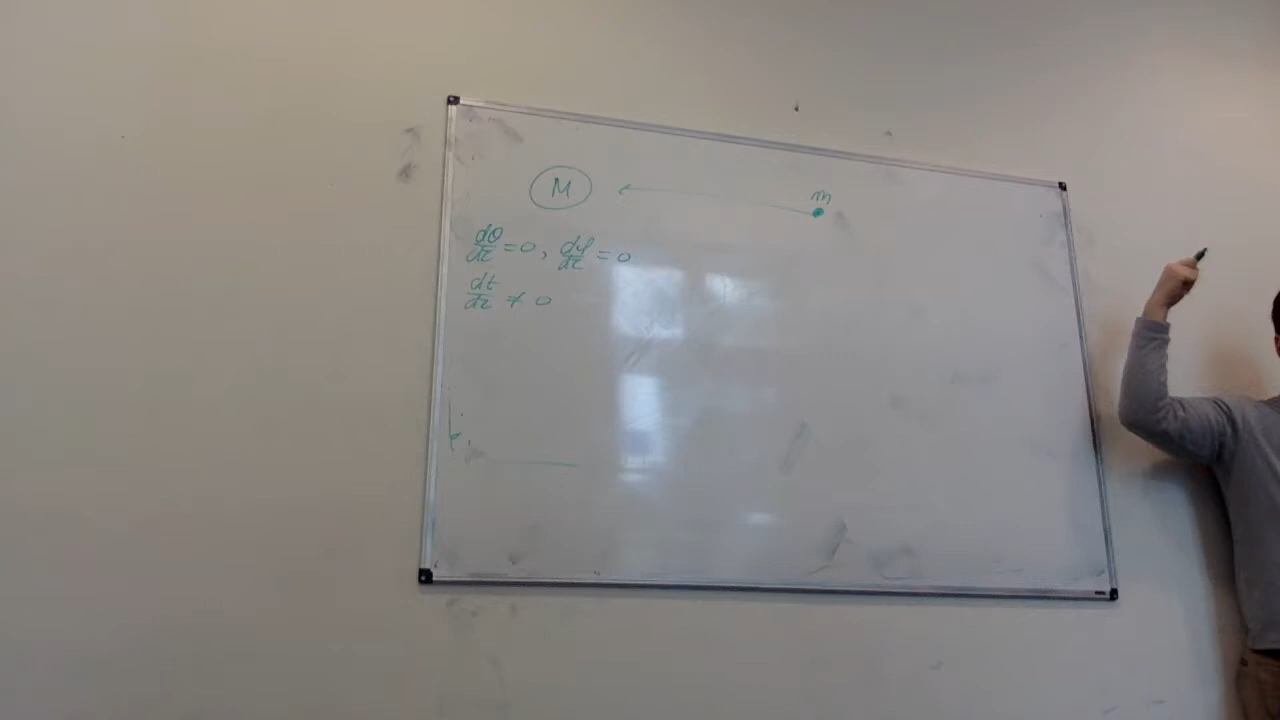 M m
dθ/dτ = 0, dφ/dτ = 0
dt/dτ ≠ 0